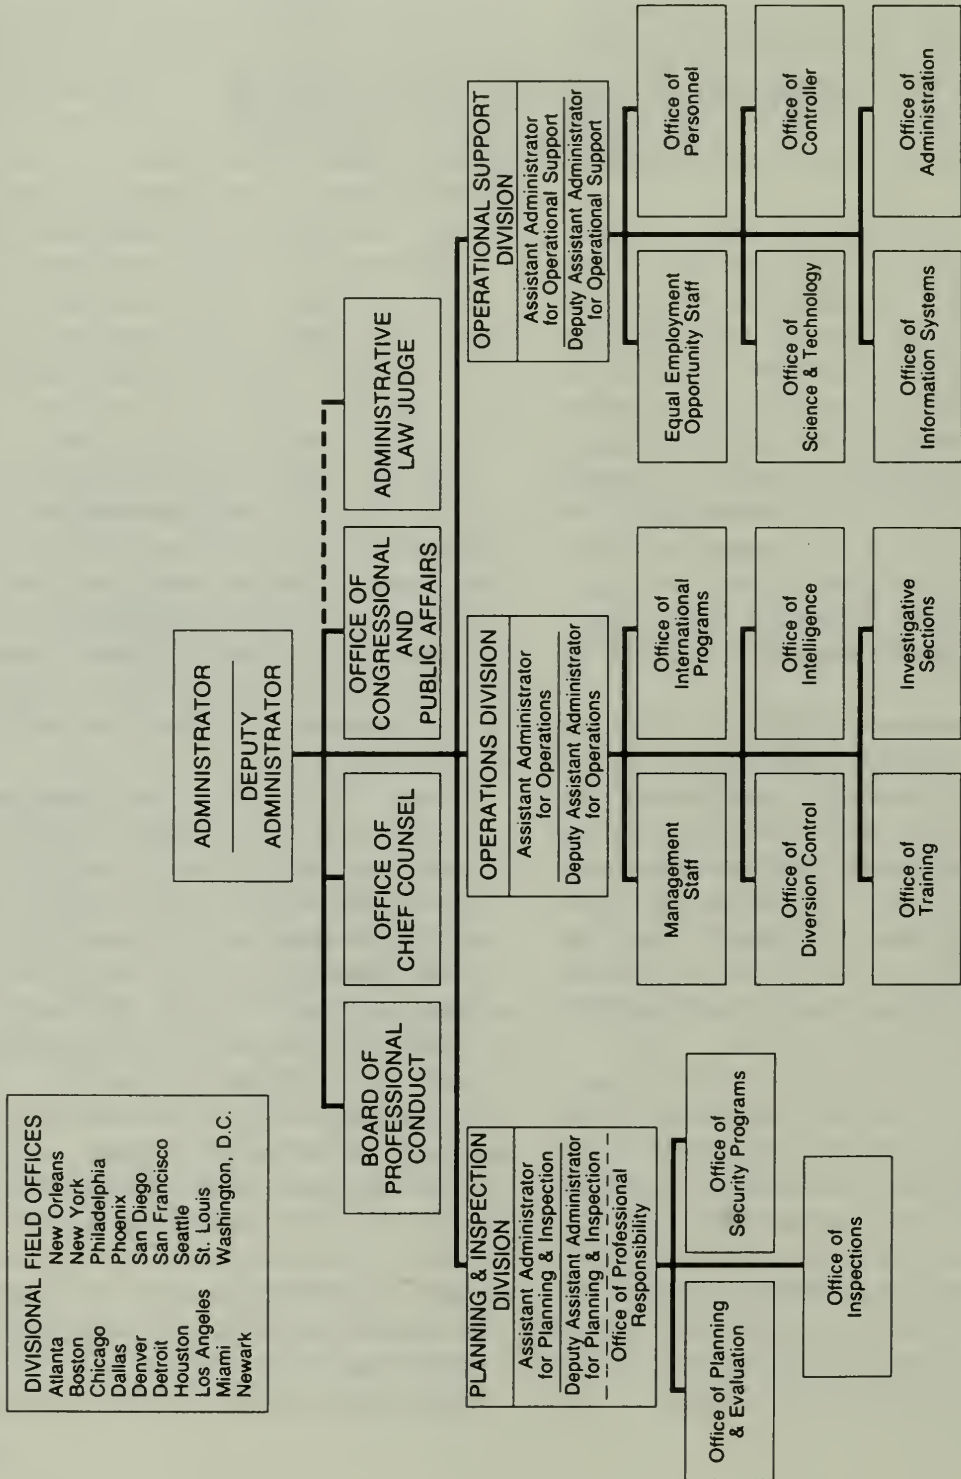 DIVISIONAL FIELD OFFICES
Atlanta New Orleans
Boston New York
Chicago Philadelphia
Dallas Phoenix
Denver San Diego
Detroit San Francisco
Houston Seattle
Los Angeles St. Louis
Miami Washington, D.C.
Newark
ADMINISTRATOR
DEPUTY
ADMINISTRATOR
BOARD OF
PROFESSIONAL
CONDUCT
OFFICE OF
CHIEF COUNSEL
OFFICE OF
CONGRESSIONAL
AND
PUBLIC AFFAIRS
ADMINISTRATIVE
LAW JUDGE
PLANNING & INSPECTION
DIVISION
Assistant Administrator
for Planning & Inspection
Deputy Assistant Administrator
for Planning & Inspection
Office of Professional
Responsibility
Office of Planning
& Evaluation
Office of
Security Programs
Office of
Inspections
OPERATIONS DIVISION
Assistant Administrator
for Operations
Deputy Assistant Administrator
for Operations
Management
Staff
Office of
International
Programs
Office of
Diversion Control
Office of
Intelligence
Office of
Training
Investigative
Sections
OPERATIONAL SUPPORT
DIVISION
Assistant Administrator
for Operational Support
Deputy Assistant Administrator
for Operational Support
Equal Employment
Opportunity Staff
Office of
Personnel
Office of
Science & Technology
Office of
Controller
Office of
Information Systems
Office of
Administration